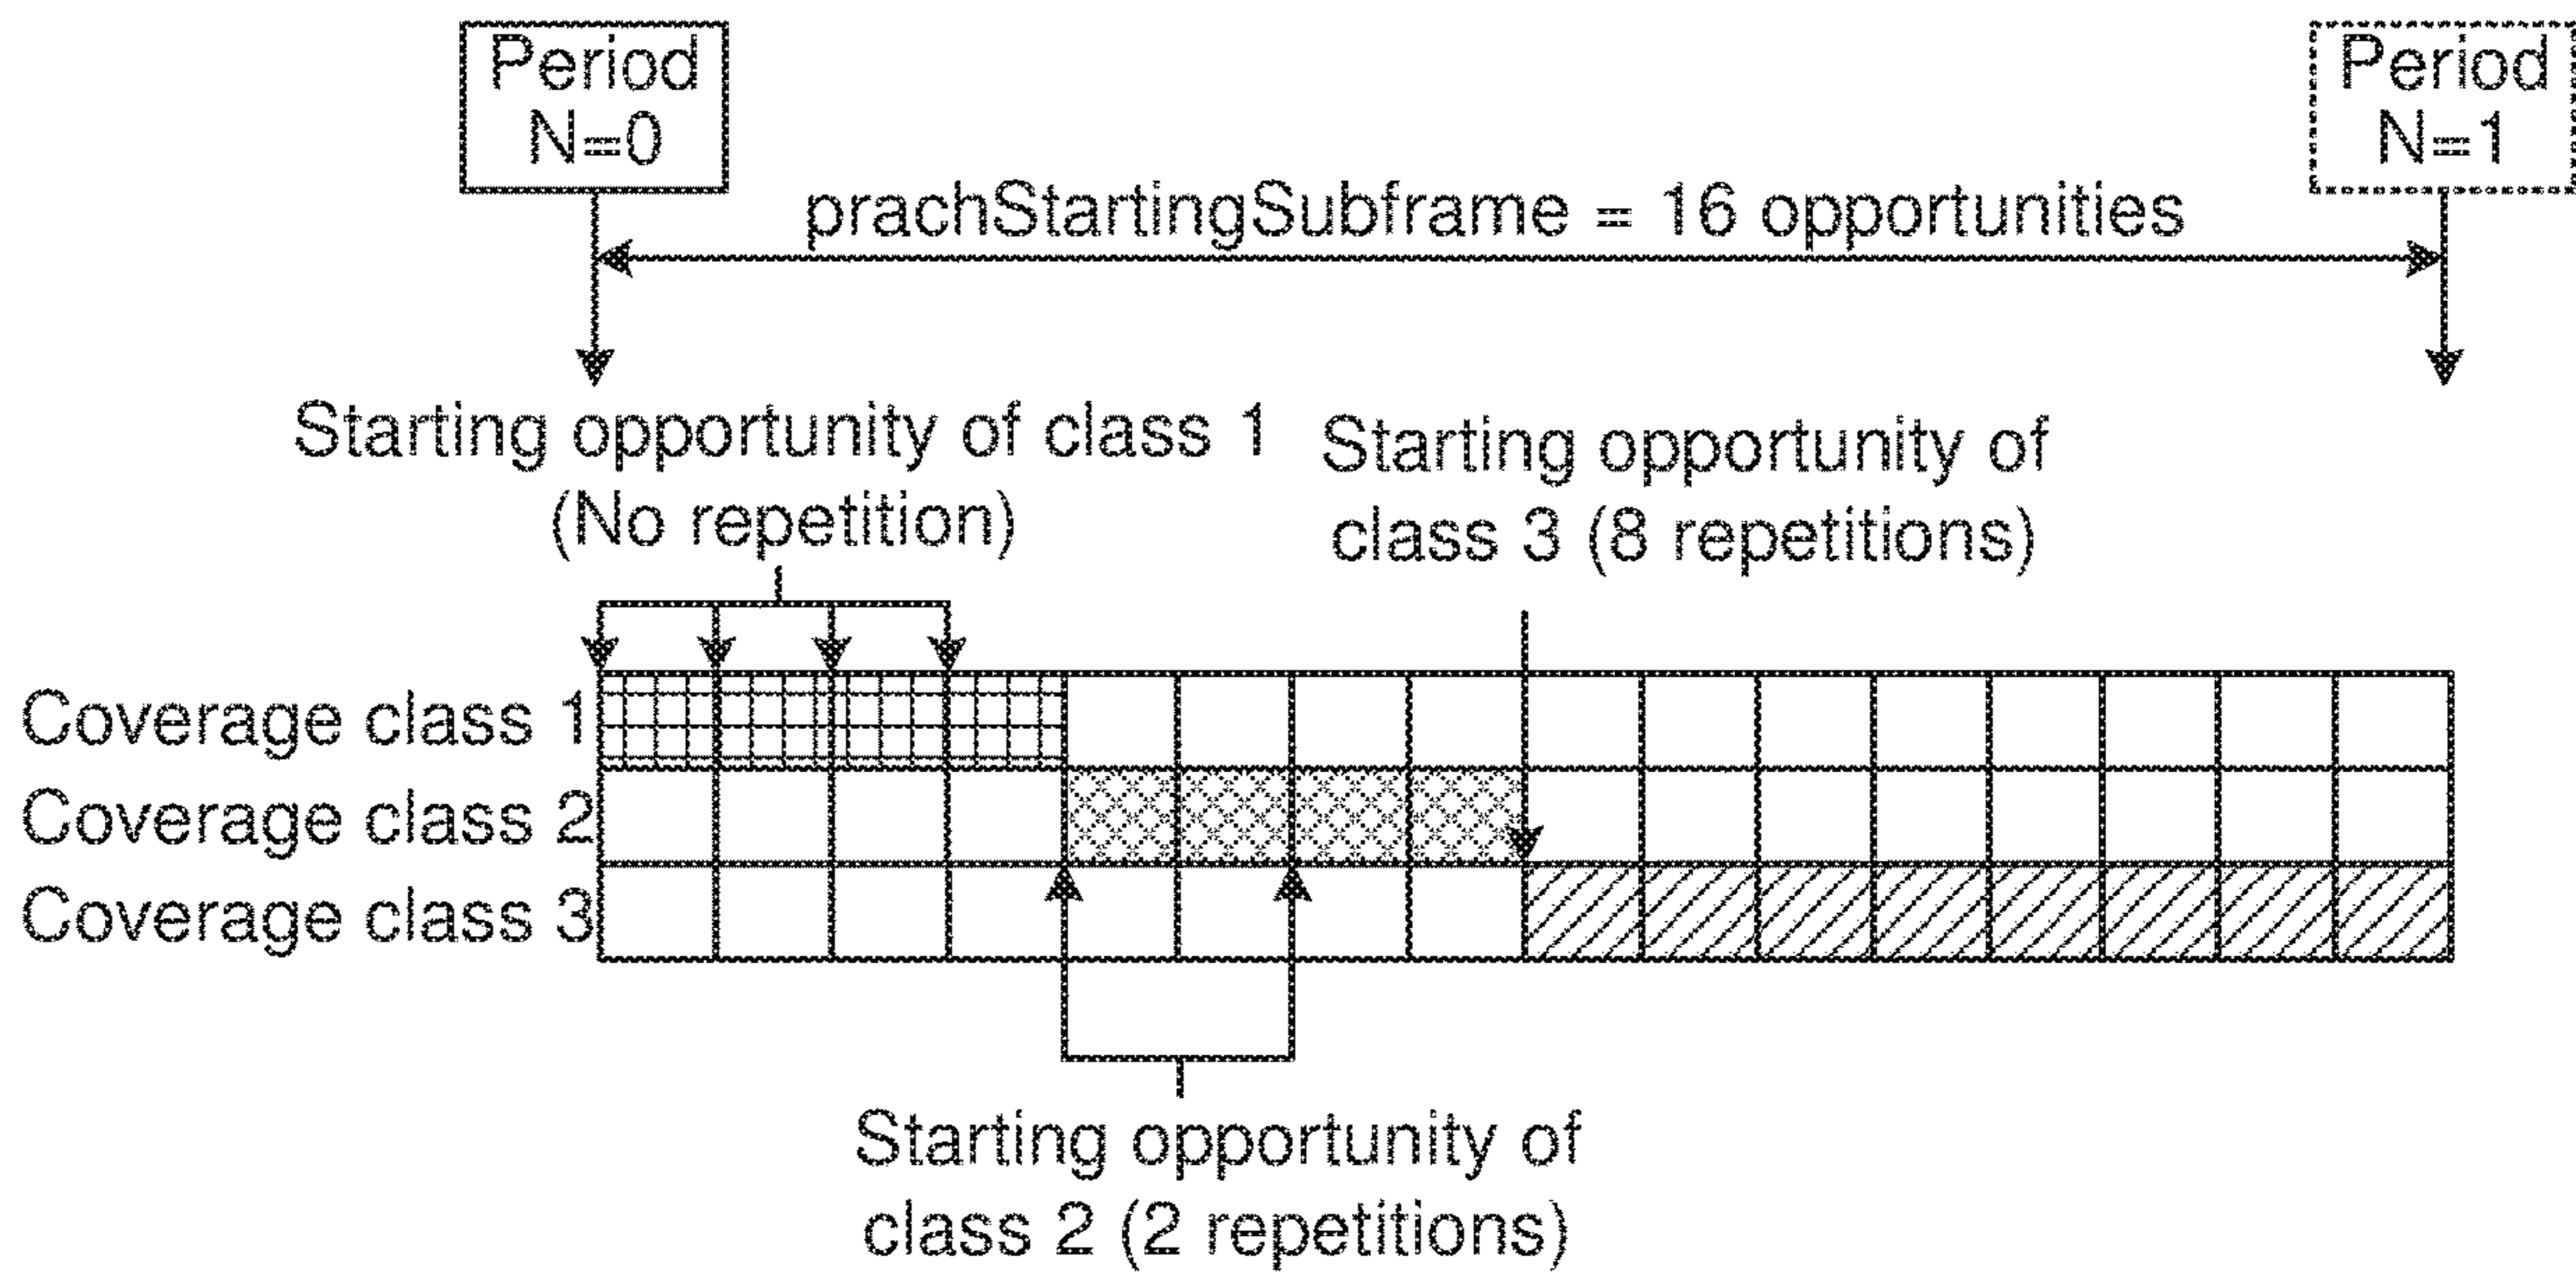 Period
N=0
Period
N=1
prachStartingSubframe = 16 opportunities
Starting opportunity of class 1
(No repetition)
Starting opportunity of
class 3 (8 repetitions)
Coverage class 1
Coverage class 2
Coverage class 3
Starting opportunity of
class 2 (2 repetitions)